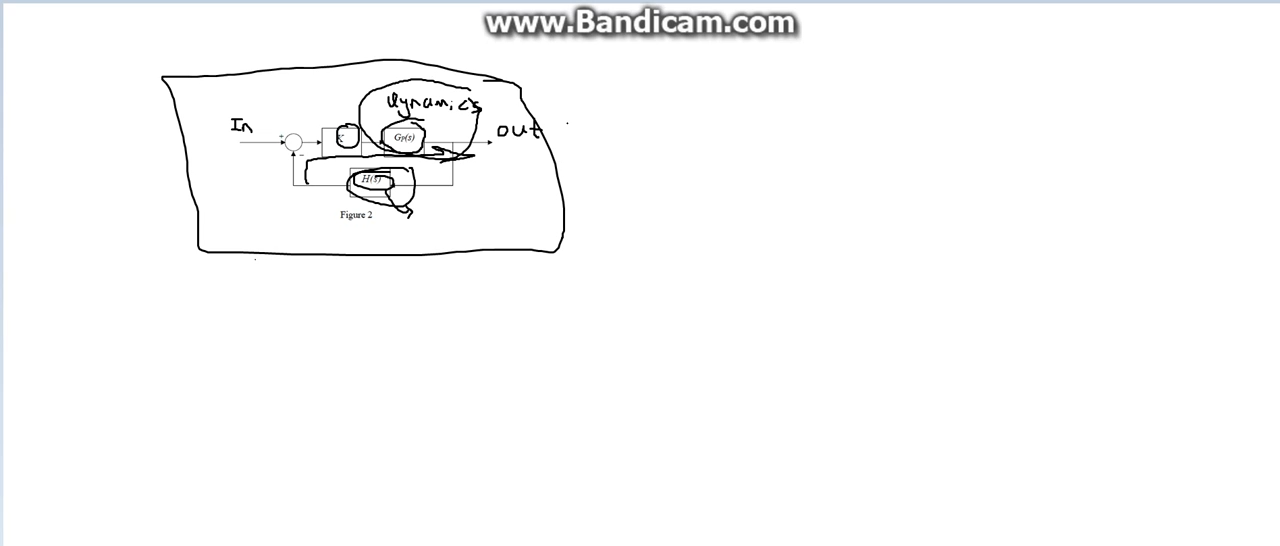 www.Bandicam.com
dynamics
In
out
+
K
Gp(s)
−
H(s)
Figure 2